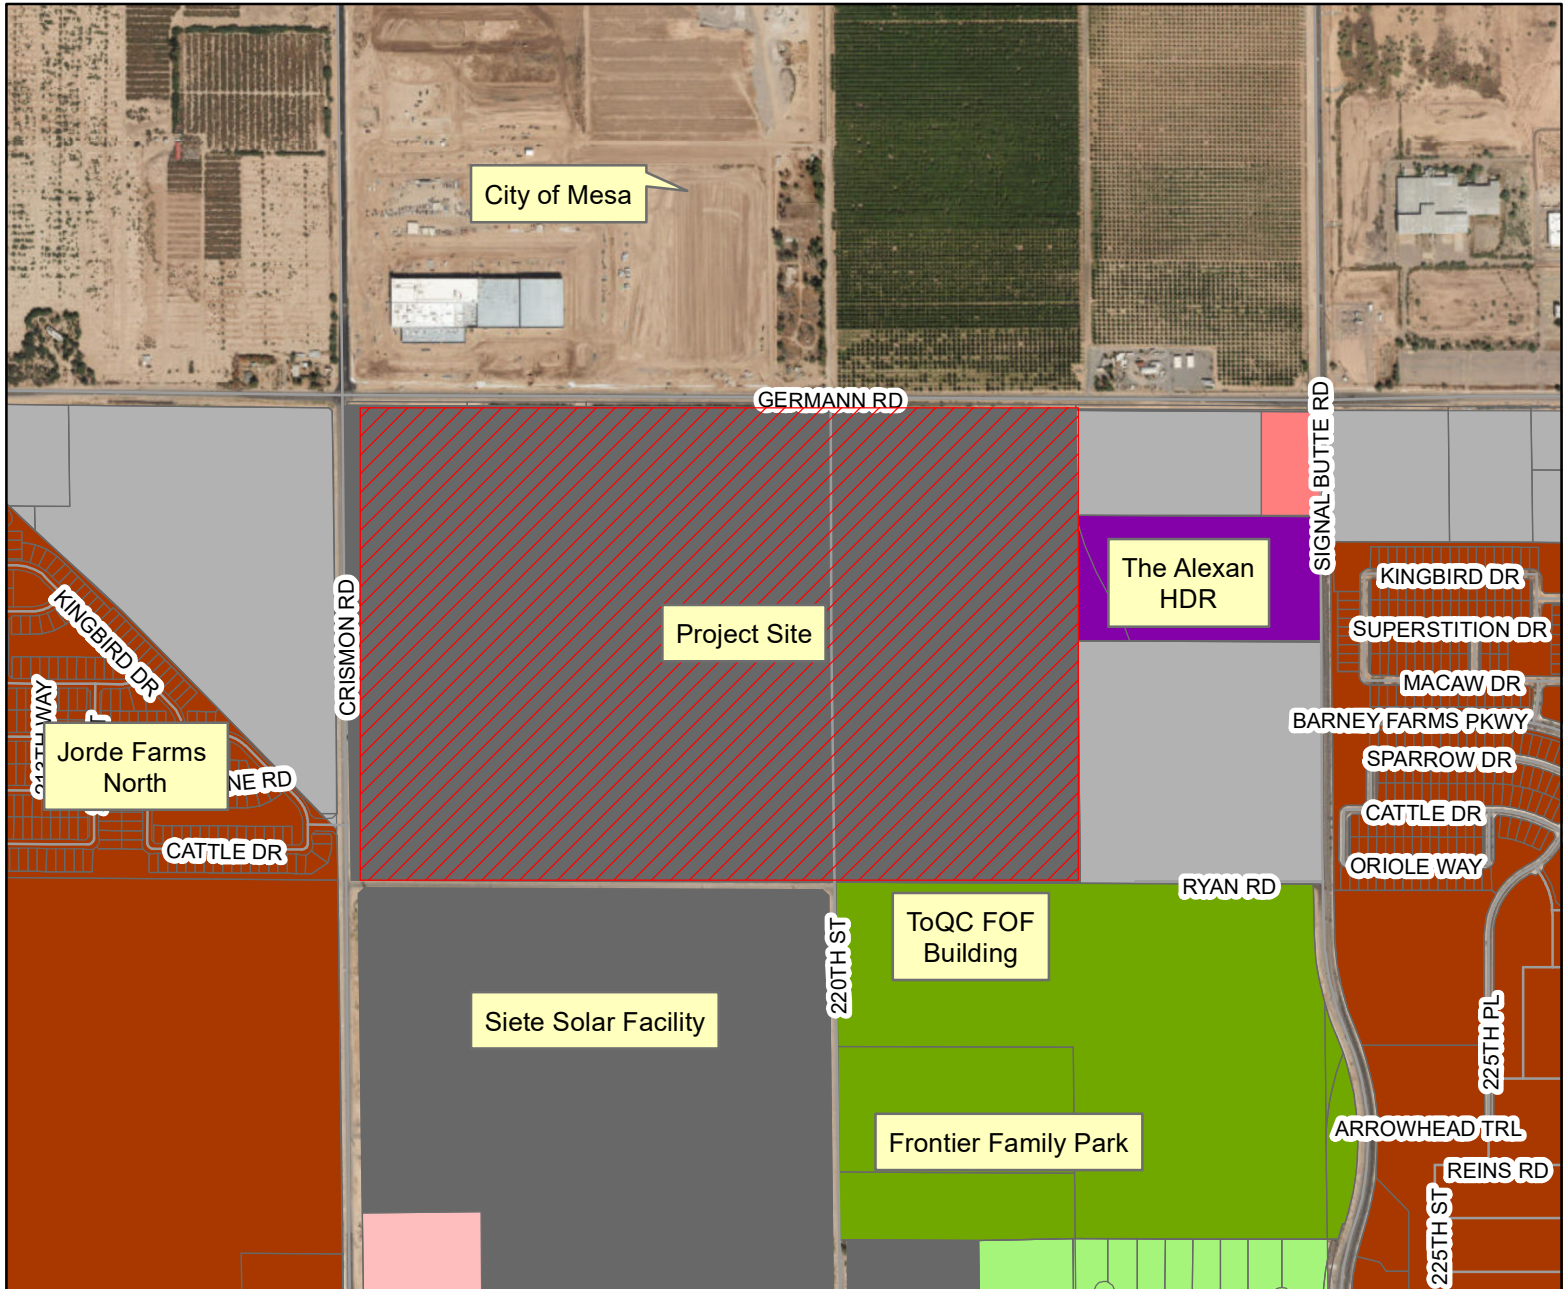 City of Mesa
GERMANN RD
SIGNAL BUTTE RD
CRISMON RD
The Alexan
HDR
Project Site
KINGBIRD DR
KINGBIRD DR
SUPERSTITION DR
MACAW DR
BARNEY FARMS PKWY
SPARROW DR
CATTLE DR
ORIOLE WAY
WAY
Jorde Farms
North
NE RD
CATTLE DR
RYAN RD
ToQC FOF
Building
220TH ST
Siete Solar Facility
Frontier Family Park
225TH PL
ARROWHEAD TRL
REINS RD
225TH ST